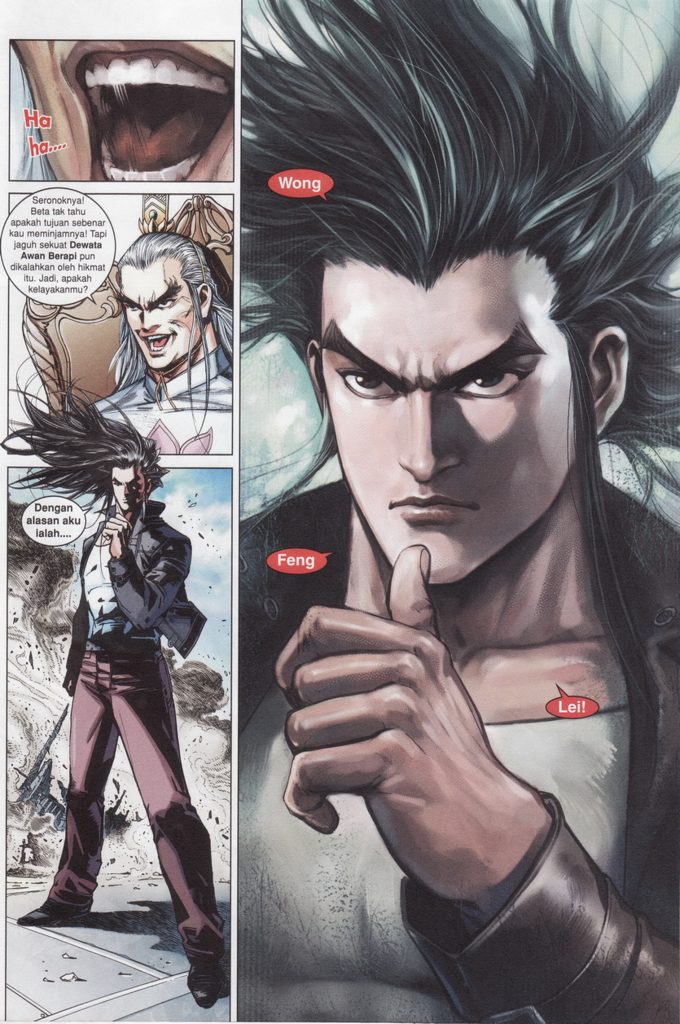 Ha
ha....
Seronoknya!
Beta tak tahu
apakah tujuan sebenar
kau meminjamnya! Tapi
jaguh sekuat Dewata
Awan Berapi pun
dikalahkan oleh hikmat
itu. Jadi, apakah
kelayakanmu?
Dengan
alasan aku
ialah....
Wong
Feng
Lei!